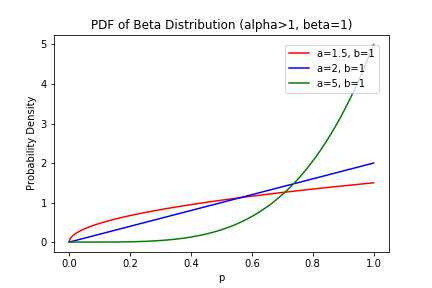 PDF of Beta Distribution (alpha>1, beta=1)
a=1.5, b=1
a=2, b=1
a=5, b=1
Probability Density
5
4
3
2
1
0
0.0 0.2 0.4 0.6 0.8 1.0
p